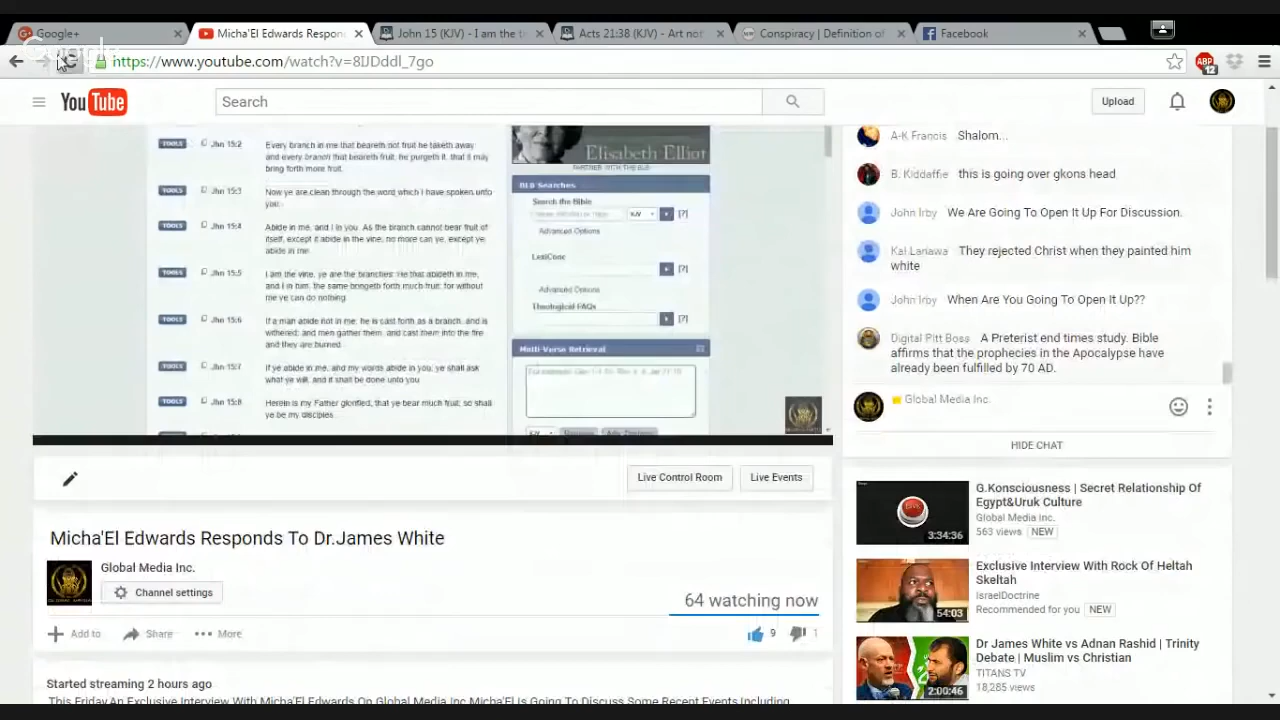 Google+
Micha'El Edwards Respon
John 15 (KJV) - I am the t
Acts 21:38 (KJV) - Art not
Conspiracy | Definition of
Facebook
https://www.youtube.com/watch?v=8IJDddl_7go
ABP
12
YouTube
Search
Upload
TOOLS
Jhn 15:2
Every branch in me that beareth not fruit he taketh away
and every branch that beareth fruit, he purgeth it, that it may
bring forth more fruit.
TOOLS
Jhn 15:3
Now ye are clean through the word which I have spoken unto
you.
TOOLS
Jhn 15:4
Abide in me, and I in you. As the branch cannot bear fruit of
itself, except it abide in the vine; no more can ye, except ye
abide in me.
TOOLS
Jhn 15:5
I am the vine, ye are the branches: He that abideth in me,
and I in him, the same bringeth forth much fruit: for without
me ye can do nothing.
TOOLS
Jhn 15:6
If a man abide not in me, he is cast forth as a branch, and is
withered; and men gather them, and cast them into the fire
and they are burned.
TOOLS
Jhn 15:7
If ye abide in me, and my words abide in you, ye shall ask
what ye will, and it shall be done unto you
TOOLS
Jhn 15:8
Herein is my Father glorified, that ye bear much fruit; so shall
ye be my disciples.
Elisabeth Elliot
BLB Searches
Search the Bible
KJV
[?]
Advanced Options
LexiConc
[?]
Advanced Options
Theological FAQs
[?]
Multi-Verse Retrieval
KJV
A-K Francis Shalom...
B. Kiddaffie this is going over gkons head
John Irby We Are Going To Open It Up For Discussion.
Kal Lariawa They rejected Christ when they painted him
white
John Irby When Are You Going To Open It Up??
Digital Pitt Boss A Preterist end times study. Bible
affirms that the prophecies in the Apocalypse have
already been fulfilled by 70 AD.
Global Media Inc.
HIDE CHAT
Live Control Room
Live Events
Micha'El Edwards Responds To Dr.James White
Global Media Inc.
Channel settings
64 watching now
Add to
Share
More
9
1
Started streaming 2 hours ago
This Friday An Exclusive Interview With Micha'El Edwards On Global Media Inc Micha'El Is Going To Discuss Some Recent Events Including
LIVE
3:34:36
G.Konsciousness | Secret Relationship Of
Egypt&Uruk Culture
Global Media Inc.
563 views NEW
54:03
Exclusive Interview With Rock Of Heltah
Skeltah
IsraelDoctrine
Recommended for you NEW
2:00:46
Dr James White vs Adnan Rashid | Trinity
Debate | Muslim vs Christian
TITANS TV
18,285 views